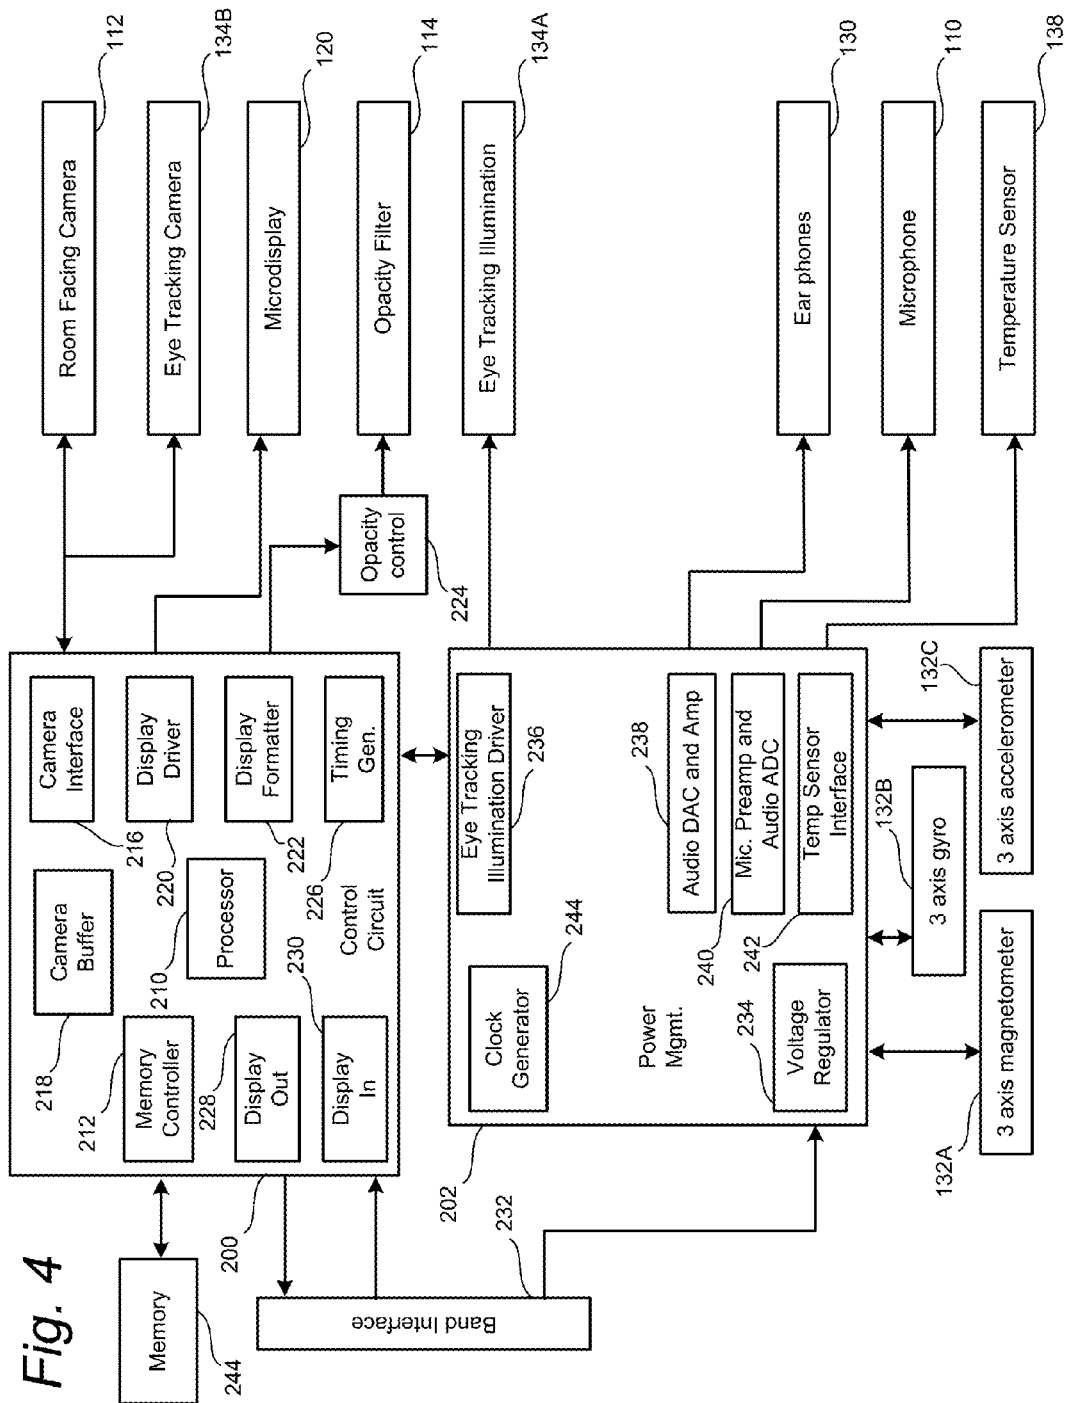 Fig. 4
Memory
244
Band Interface
232
200
Memory
Controller
212
Display
Out
228
Display
In
230
Camera
Buffer
218
Processor
210
Control
Circuit
Camera
Interface
216
Display
Driver
220
Display
Formatter
222
Timing
Gen.
226
Opacity
control
224
Room Facing Camera
112
Eye Tracking Camera
134B
Microdisplay
120
Opacity Filter
114
Eye Tracking Illumination
134A
202
Clock
Generator
244
Power
Mgmt.
Voltage
Regulator
234
Eye Tracking
Illumination Driver
236
Audio DAC and Amp
238
Mic. Preamp and
Audio ADC
240
Temp Sensor
Interface
242
Ear phones
130
Microphone
110
Temperature Sensor
138
3 axis magnetometer
132A
3 axis gyro
132B
3 axis accelerometer
132C